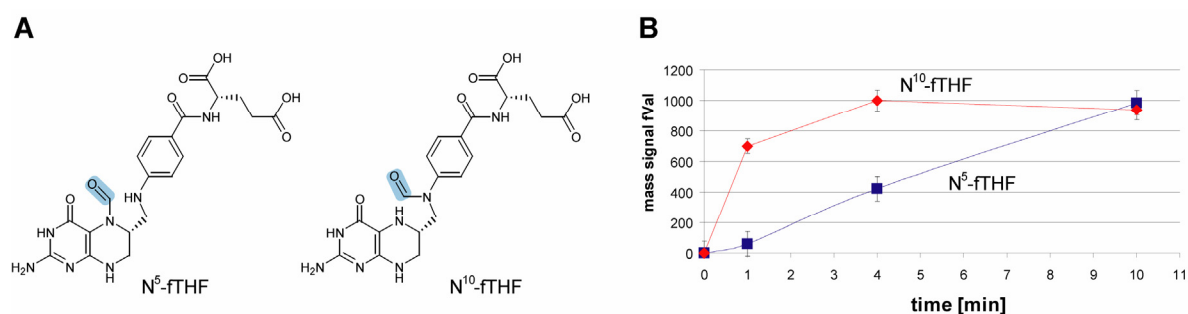 A
OH
O
O
OH
NH
O
O
HN
O
N
HN
H₂N
N
N
H
N⁵-fTHF
OH
O
O
OH
NH
O
O
N
O
H
N
HN
H₂N
N
N
H
N¹⁰-fTHF
B
mass signal fVal
1200
1000
800
600
400
200
0
N¹⁰-fTHF
N⁵-fTHF
0 1 2 3 4 5 6 7 8 9 10 11
time [min]